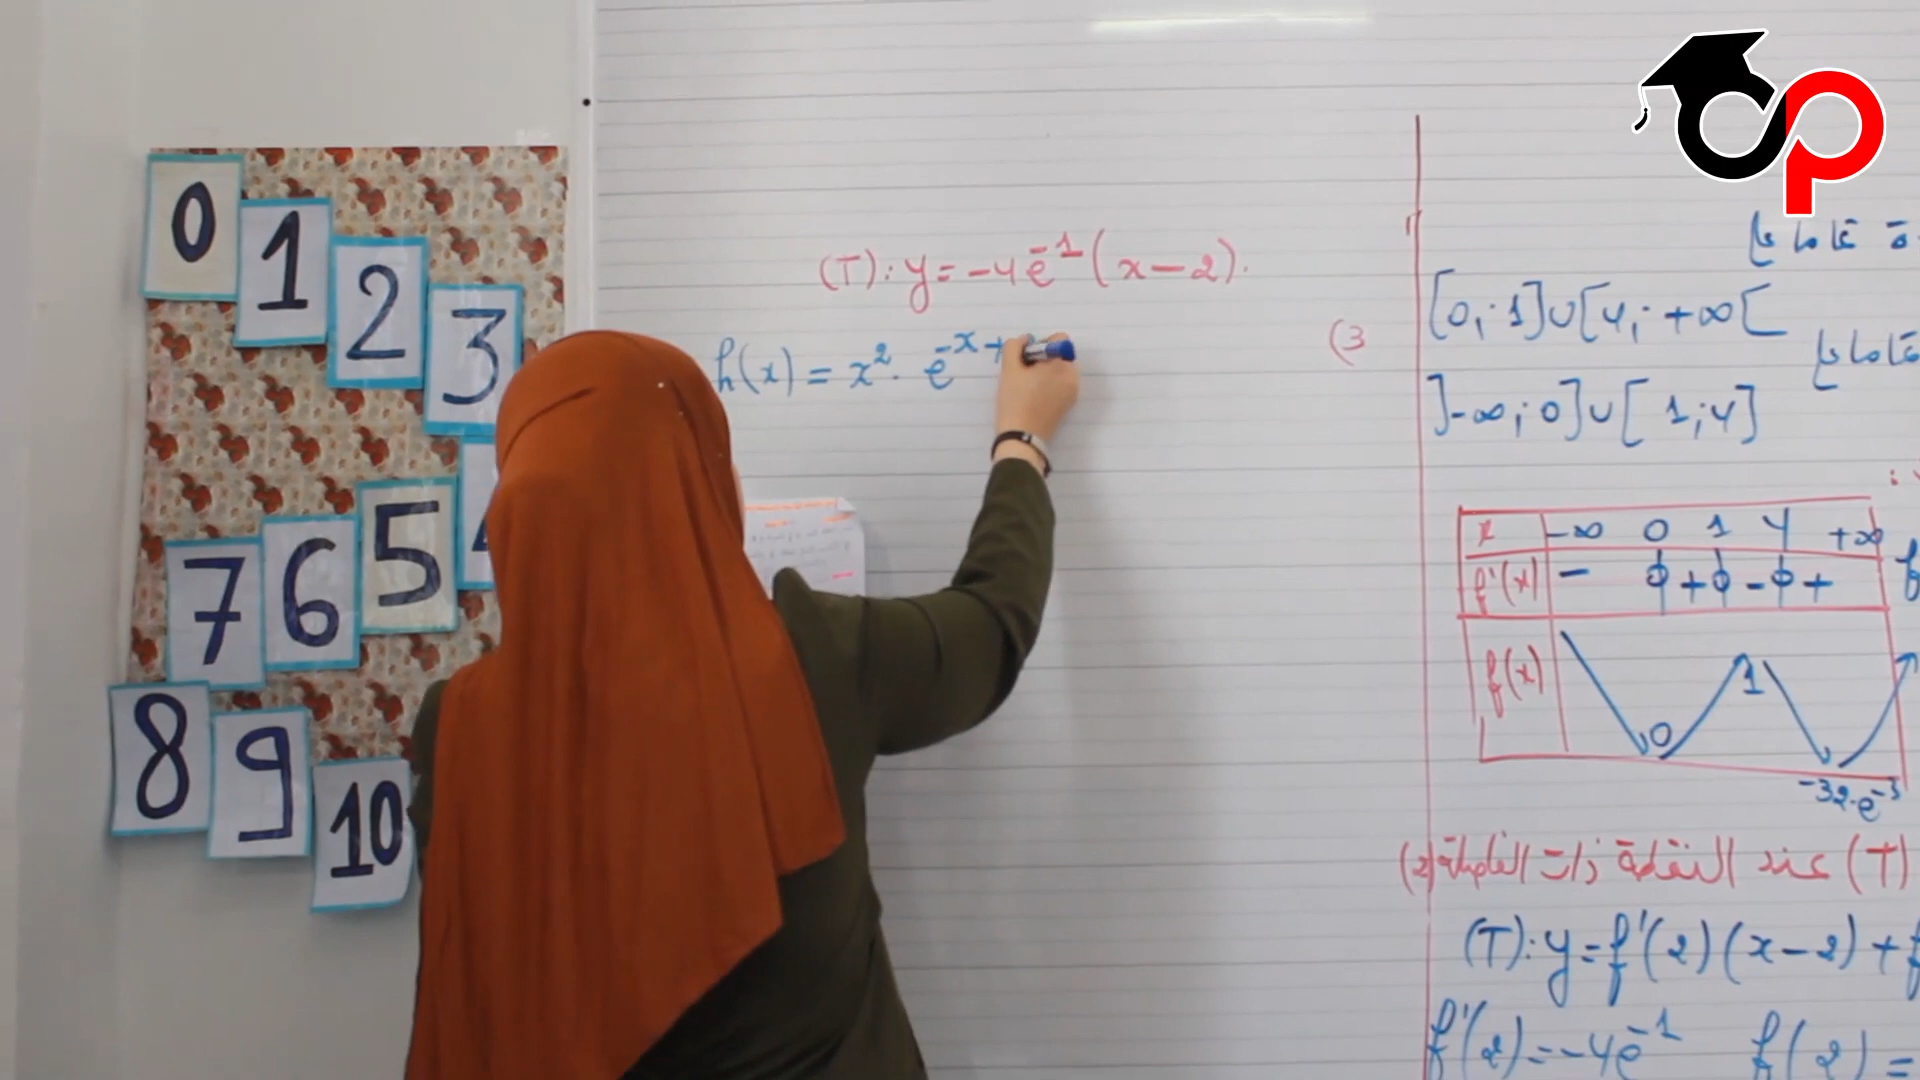 0
1
2
3
7
6
5
8
9
10
(T): y = -4e⁻¹(x-2).
h(x) = x². e^-x+
(3
[0; 1]∪[4; +∞[
]-∞; 0]∪[1; 4]
x -∞ 0 1 4 +∞
f'(x) - 0 + 0 - 0 +
f(x) 0 1 -32.e⁻³
(2 عند النقطة ذات الفاصلة (T)
(T): y = f'(2)(x-2) + f
f'(2) = -4e⁻¹ f(2) =